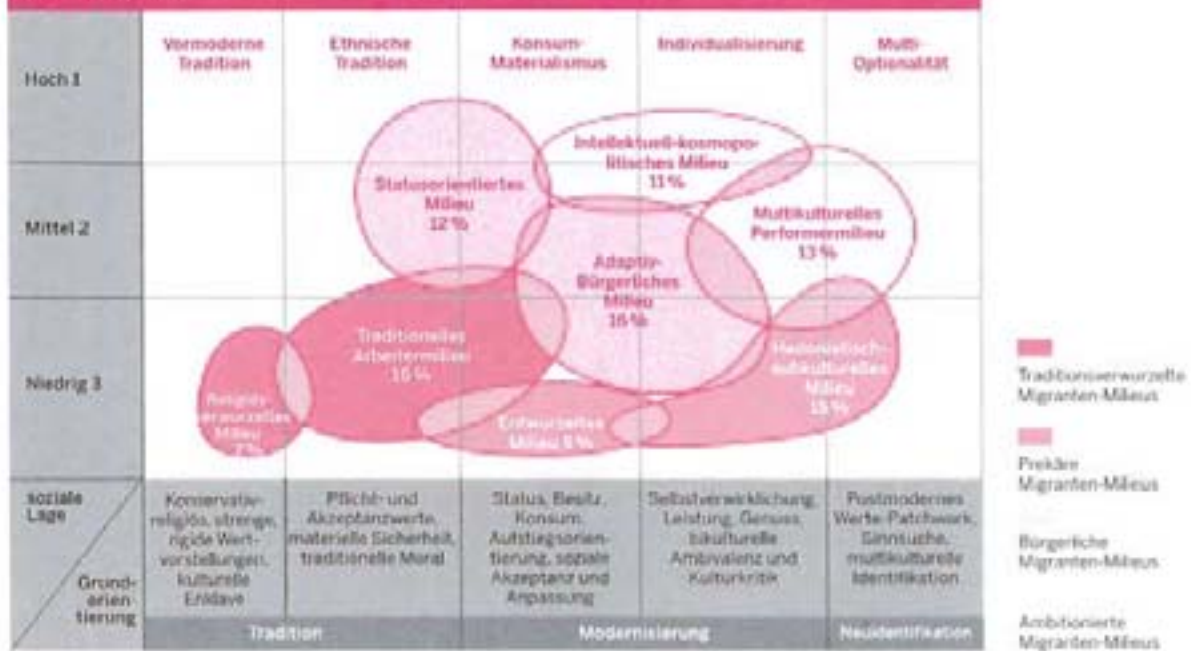 Vormoderne
Tradition
Ethnische
Tradition
Konsum-
Materialismus
Individualisierung
Multi-
Optionalität
Hoch 1
Mittel 2
Niedrig 3
Statusorientiertes
Milieu
12 %
Intellektuell-kosmopo-
litisches Milieu
11 %
Multikulturelles
Performermilieu
13 %
Adaptiv-
Bürgerliches
Milieu
16 %
Traditionelles
Arbeitermilieu
16 %
Religiös-
verwurzeltes
Milieu
7 %
Entwurzeltes
Milieu 9 %
Hedonistisch-
subkulturelles
Milieu
15 %
soziale
Lage
Grund-
orien
tierung
Konservativ-
religiös, strenge,
rigide Wert-
vorstellungen,
kulturelle
Enklave
Pflicht- und
Akzeptanzwerte,
materielle Sicherheit,
traditionelle Moral
Status, Besitz,
Konsum,
Aufstiegsorien-
tierung, soziale
Akzeptanz und
Anpassung
Selbstverwirklichung,
Leistung, Genuss,
bikulturelle
Ambivalenz und
Kulturkritik
Postmodernes
Werte-Patchwork,
Sinnsuche,
multikulturelle
Identifikation
Tradition
Modernisierung
Neuidentifikation
Traditionsverwurzelte
Migranten-Milieus
Prekäre
Migranten-Milieus
Bürgerliche
Migranten-Milieus
Ambitionierte
Migranten-Milieus